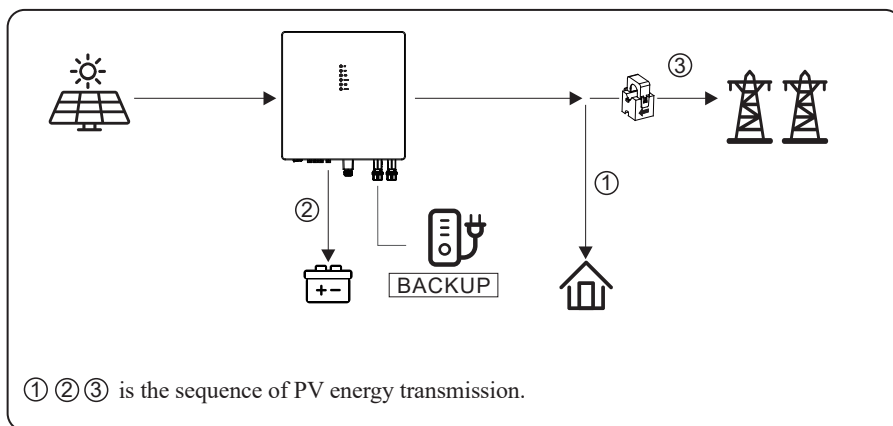 ③
①
②
+ -
BACKUP
① ② ③ is the sequence of PV energy transmission.